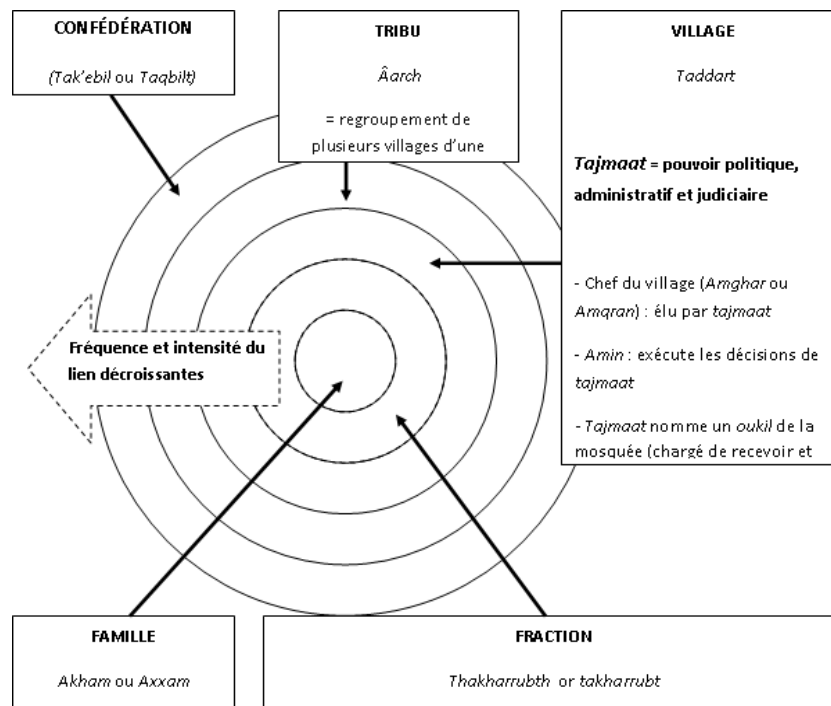 CONFÉDÉRATION
(Tak'ebil ou Taqbilt)
TRIBU
Âarch
= regroupement de
plusieurs villages d'une
VILLAGE
Taddart
Tajmaat = pouvoir politique,
administratif et judiciaire
- Chef du village (Amghar ou
Amqran) : élu par tajmaat
- Amin : exécute les décisions de
tajmaat
- Tajmaat nomme un oukil de la
mosquée (chargé de recevoir et
Fréquence et intensité du
lien décroissantes
FAMILLE
Akham ou Axxam
FRACTION
Thakharrubth or takharrubt